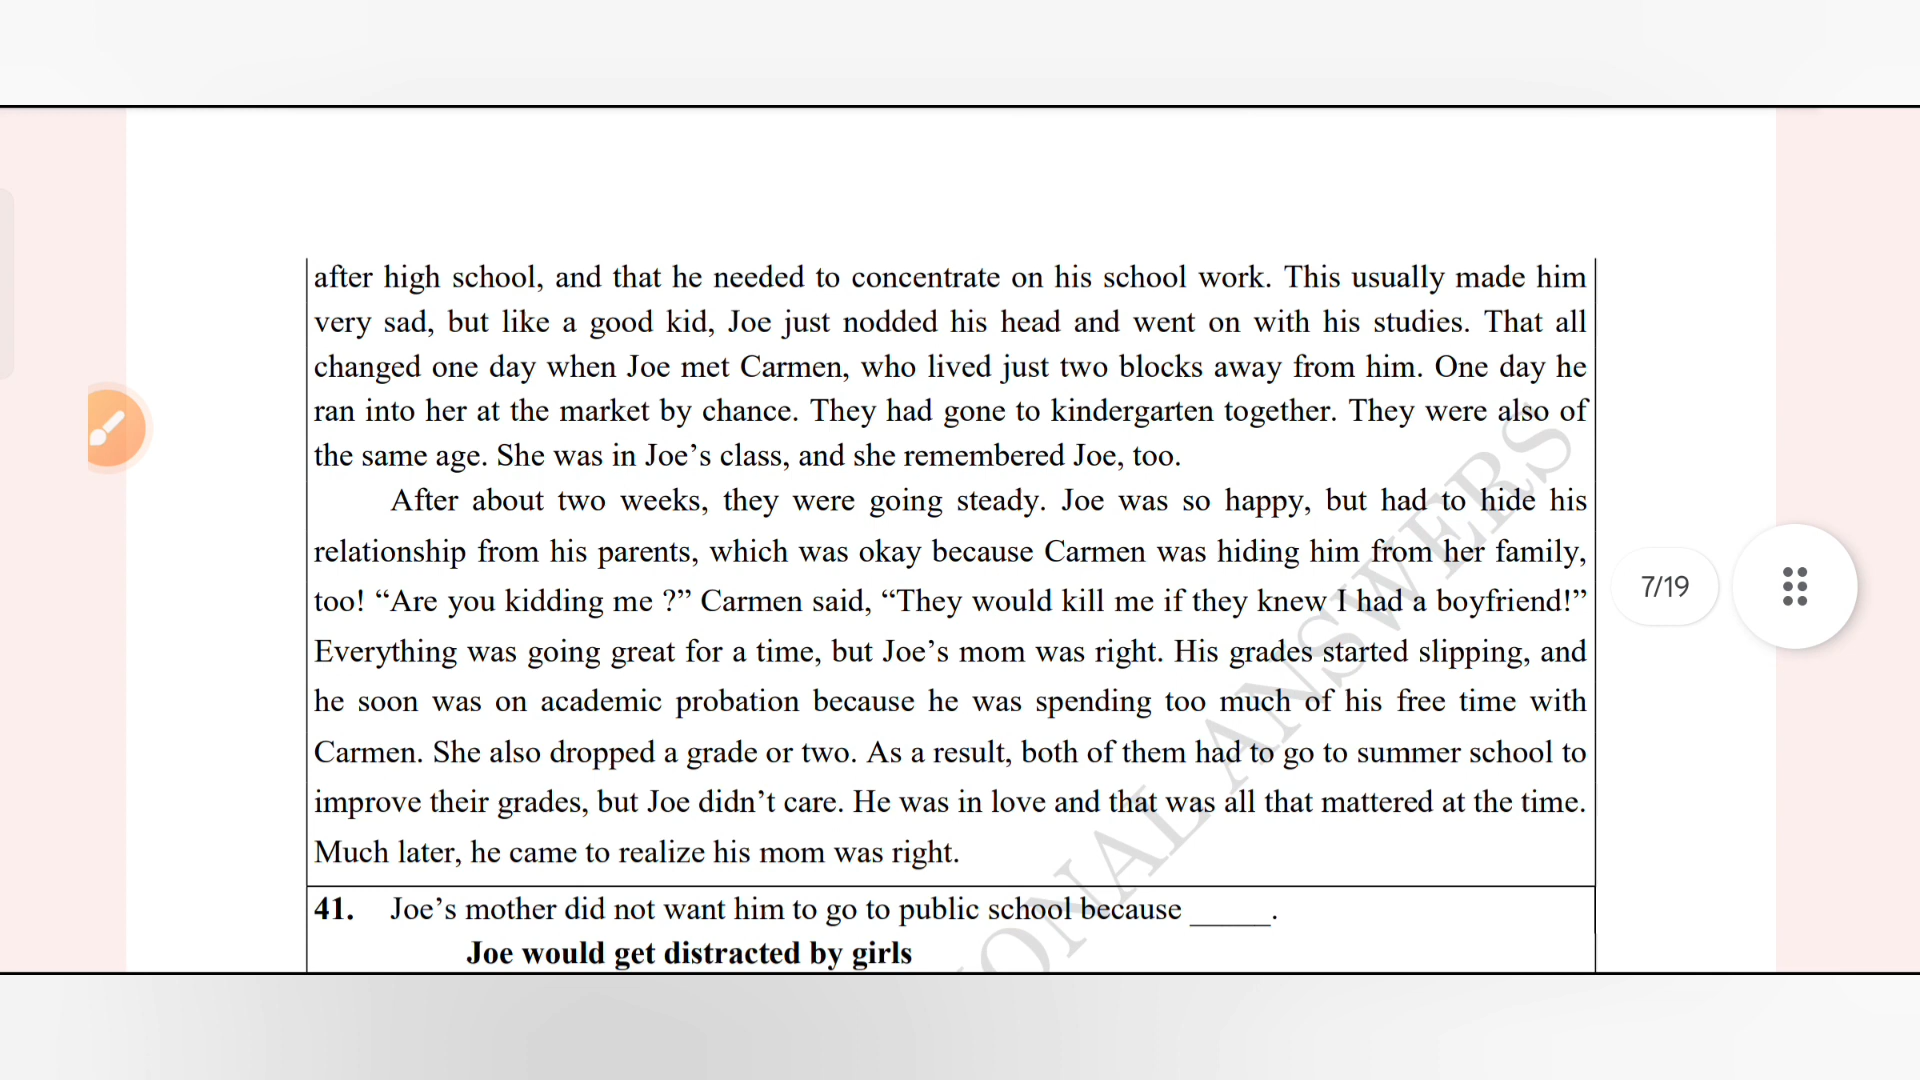 after high school, and that he needed to concentrate on his school work. This usually made him
very sad, but like a good kid, Joe just nodded his head and went on with his studies. That all
changed one day when Joe met Carmen, who lived just two blocks away from him. One day he
ran into her at the market by chance. They had gone to kindergarten together. They were also of
the same age. She was in Joe’s class, and she remembered Joe, too.
After about two weeks, they were going steady. Joe was so happy, but had to hide his
relationship from his parents, which was okay because Carmen was hiding him from her family,
too! “Are you kidding me ?” Carmen said, “They would kill me if they knew I had a boyfriend!”
Everything was going great for a time, but Joe’s mom was right. His grades started slipping, and
he soon was on academic probation because he was spending too much of his free time with
Carmen. She also dropped a grade or two. As a result, both of them had to go to summer school to
improve their grades, but Joe didn’t care. He was in love and that was all that mattered at the time.
Much later, he came to realize his mom was right.
41. Joe’s mother did not want him to go to public school because _____.
Joe would get distracted by girls
7/19
ONAL ANSWERS